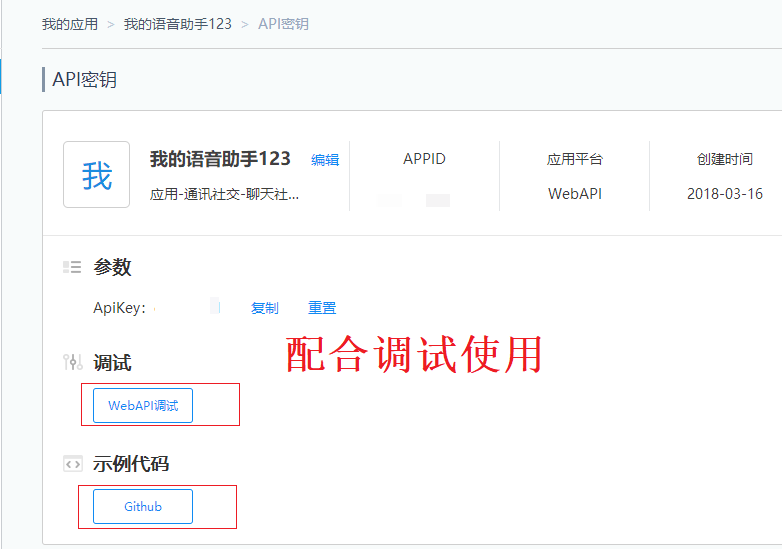 我的应用 > 我的语音助手123 > API密钥
API密钥
我
我的语音助手123 编辑
应用-通讯社交-聊天社...
APPID
应用平台
WebAPI
创建时间
2018-03-16
参数
ApiKey: 复制 重置
配合调试使用
调试
WebAPI调试
示例代码
Github